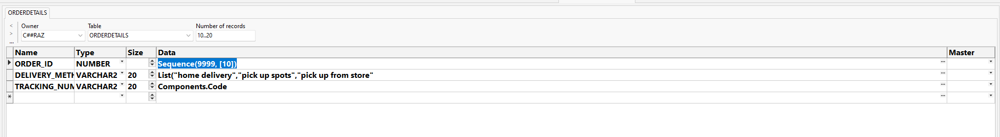 ORDERDETAILS
< Owner Table Number of records
> C##RAZ ORDERDETAILS 10..20
...
Name Type Size Data Master
ORDER_ID NUMBER Sequence(9999, [10]) ...
DELIVERY_METH VARCHAR2 20 List("home delivery","pick up spots","pick up from store" ...
TRACKING_NUM VARCHAR2 20 Components.Code ...
* ...